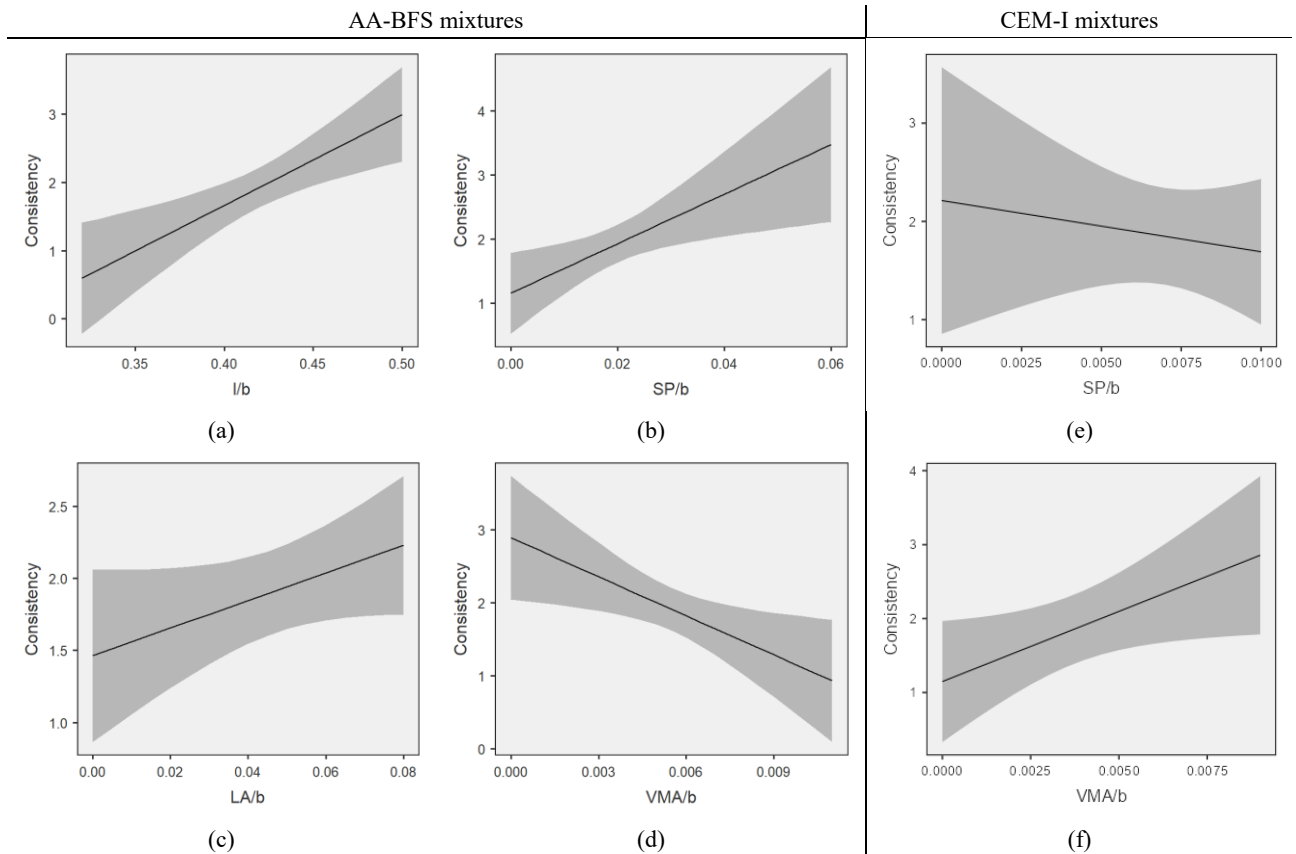 AA-BFS mixtures
CEM-I mixtures
Consistency
3
2
1
0
0.35
0.40
0.45
0.50
l/b
(a)
Consistency
4
3
2
1
0.00
0.02
0.04
0.06
SP/b
(b)
Consistency
3
2
1
0.0000
0.0025
0.0050
0.0075
0.0100
SP/b
(e)
Consistency
2.5
2.0
1.5
1.0
0.00
0.02
0.04
0.06
0.08
LA/b
(c)
Consistency
3
2
1
0
0.000
0.003
0.006
0.009
VMA/b
(d)
Consistency
4
3
2
1
0.0000
0.0025
0.0050
0.0075
VMA/b
(f)